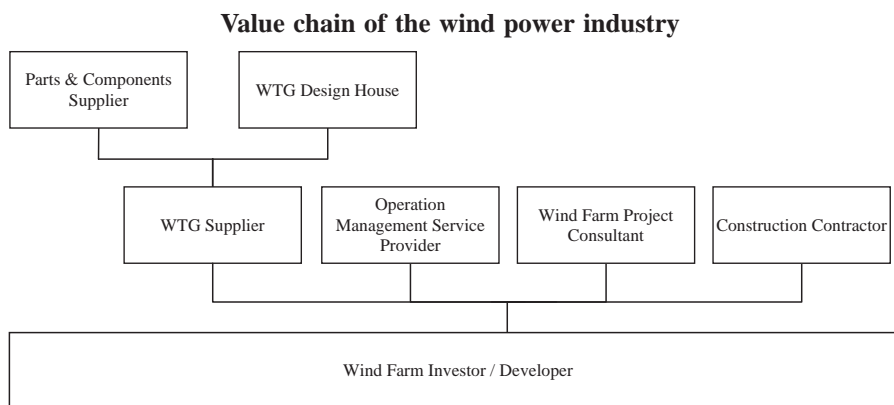 Value chain of the wind power industry
Parts & Components
Supplier
WTG Design House
WTG Supplier
Operation
Management Service
Provider
Wind Farm Project
Consultant
Construction Contractor
Wind Farm Investor / Developer